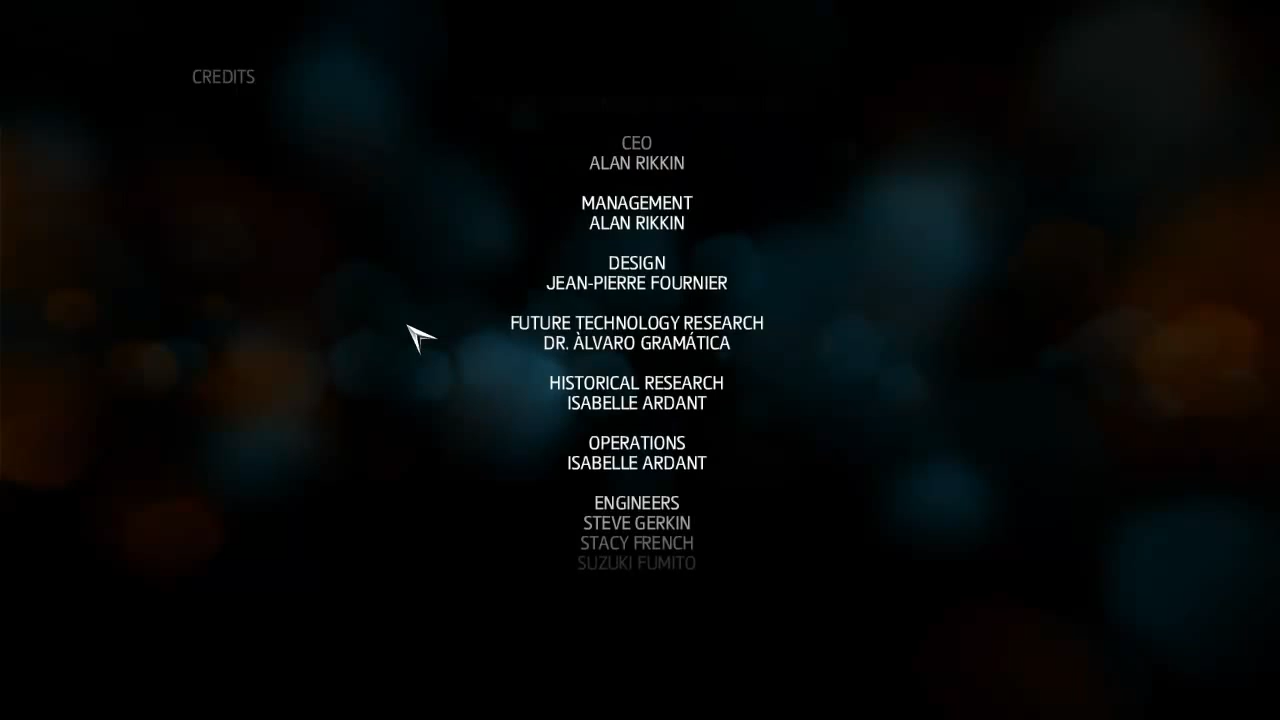 CREDITS
CEO
ALAN RIKKIN
MANAGEMENT
ALAN RIKKIN
DESIGN
JEAN-PIERRE FOURNIER
FUTURE TECHNOLOGY RESEARCH
DR. ÀLVARO GRAMÁTICA
HISTORICAL RESEARCH
ISABELLE ARDANT
OPERATIONS
ISABELLE ARDANT
ENGINEERS
STEVE GERKIN
STACY FRENCH
SUZUKI FUMITO